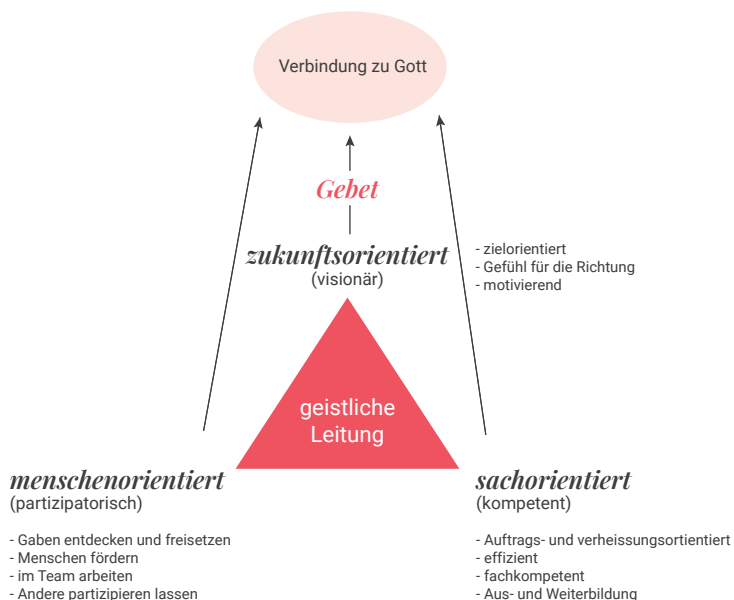 Verbindung zu Gott
Gebet
zukunftsorientiert
(visionär)
- zielorientiert
- Gefühl für die Richtung
- motivierend
geistliche
Leitung
menschenorientiert
(partizipatorisch)
- Gaben entdecken und freisetzen
- Menschen fördern
- im Team arbeiten
- Andere partizipieren lassen
sachorientiert
(kompetent)
- Auftrags- und verheissungsortientiert
- effizient
- fachkompetent
- Aus- und Weiterbildung